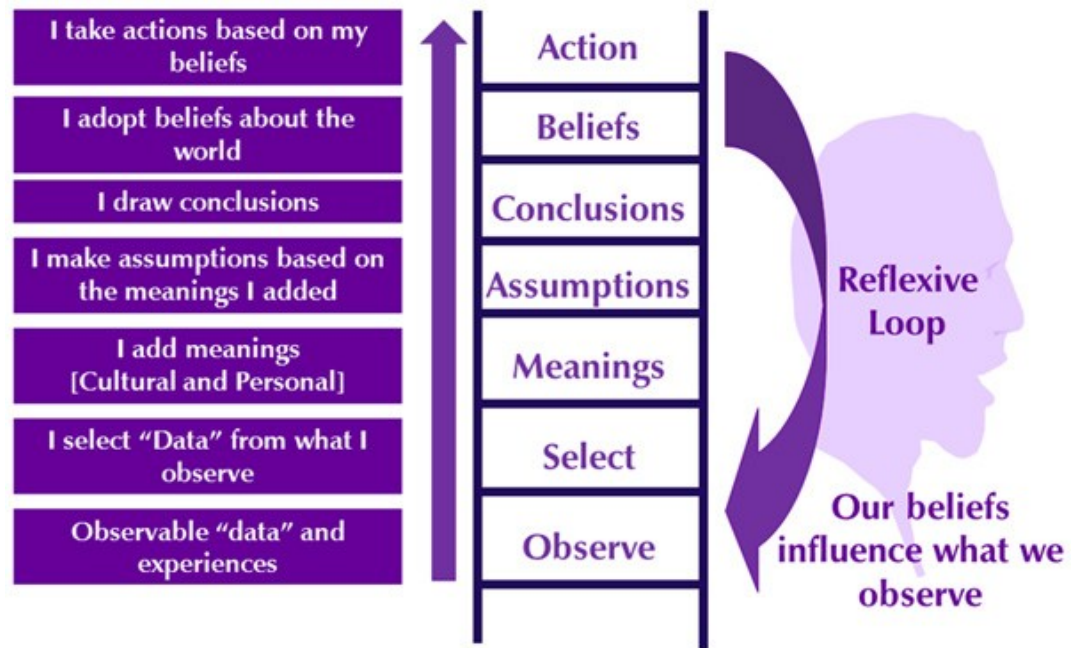 I take actions based on my
beliefs
I adopt beliefs about the
world
I draw conclusions
I make assumptions based on
the meanings I added
I add meanings
[Cultural and Personal]
I select “Data” from what I
observe
Observable “data” and
experiences
Action
Beliefs
Conclusions
Assumptions
Meanings
Select
Observe
Reflexive
Loop
Our beliefs
influence what we
observe